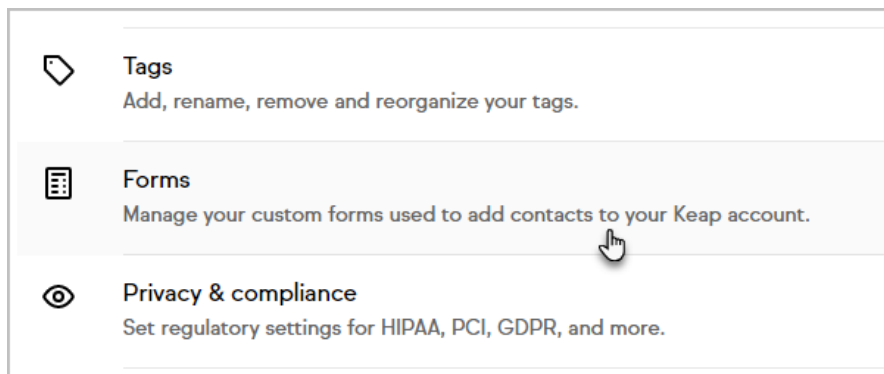 Tags
Add, rename, remove and reorganize your tags.
Forms
Manage your custom forms used to add contacts to your Keap account.
Privacy & compliance
Set regulatory settings for HIPAA, PCI, GDPR, and more.